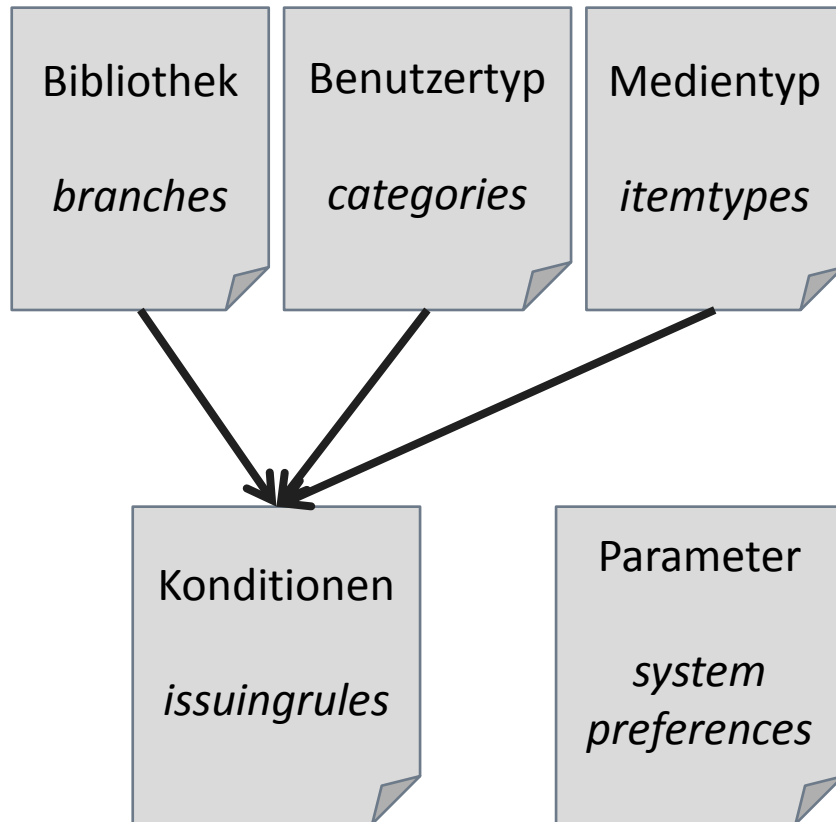 Bibliothek
branches
Benutzertyp
categories
Medientyp
itemtypes
Konditionen
issuingrules
Parameter
system
preferences